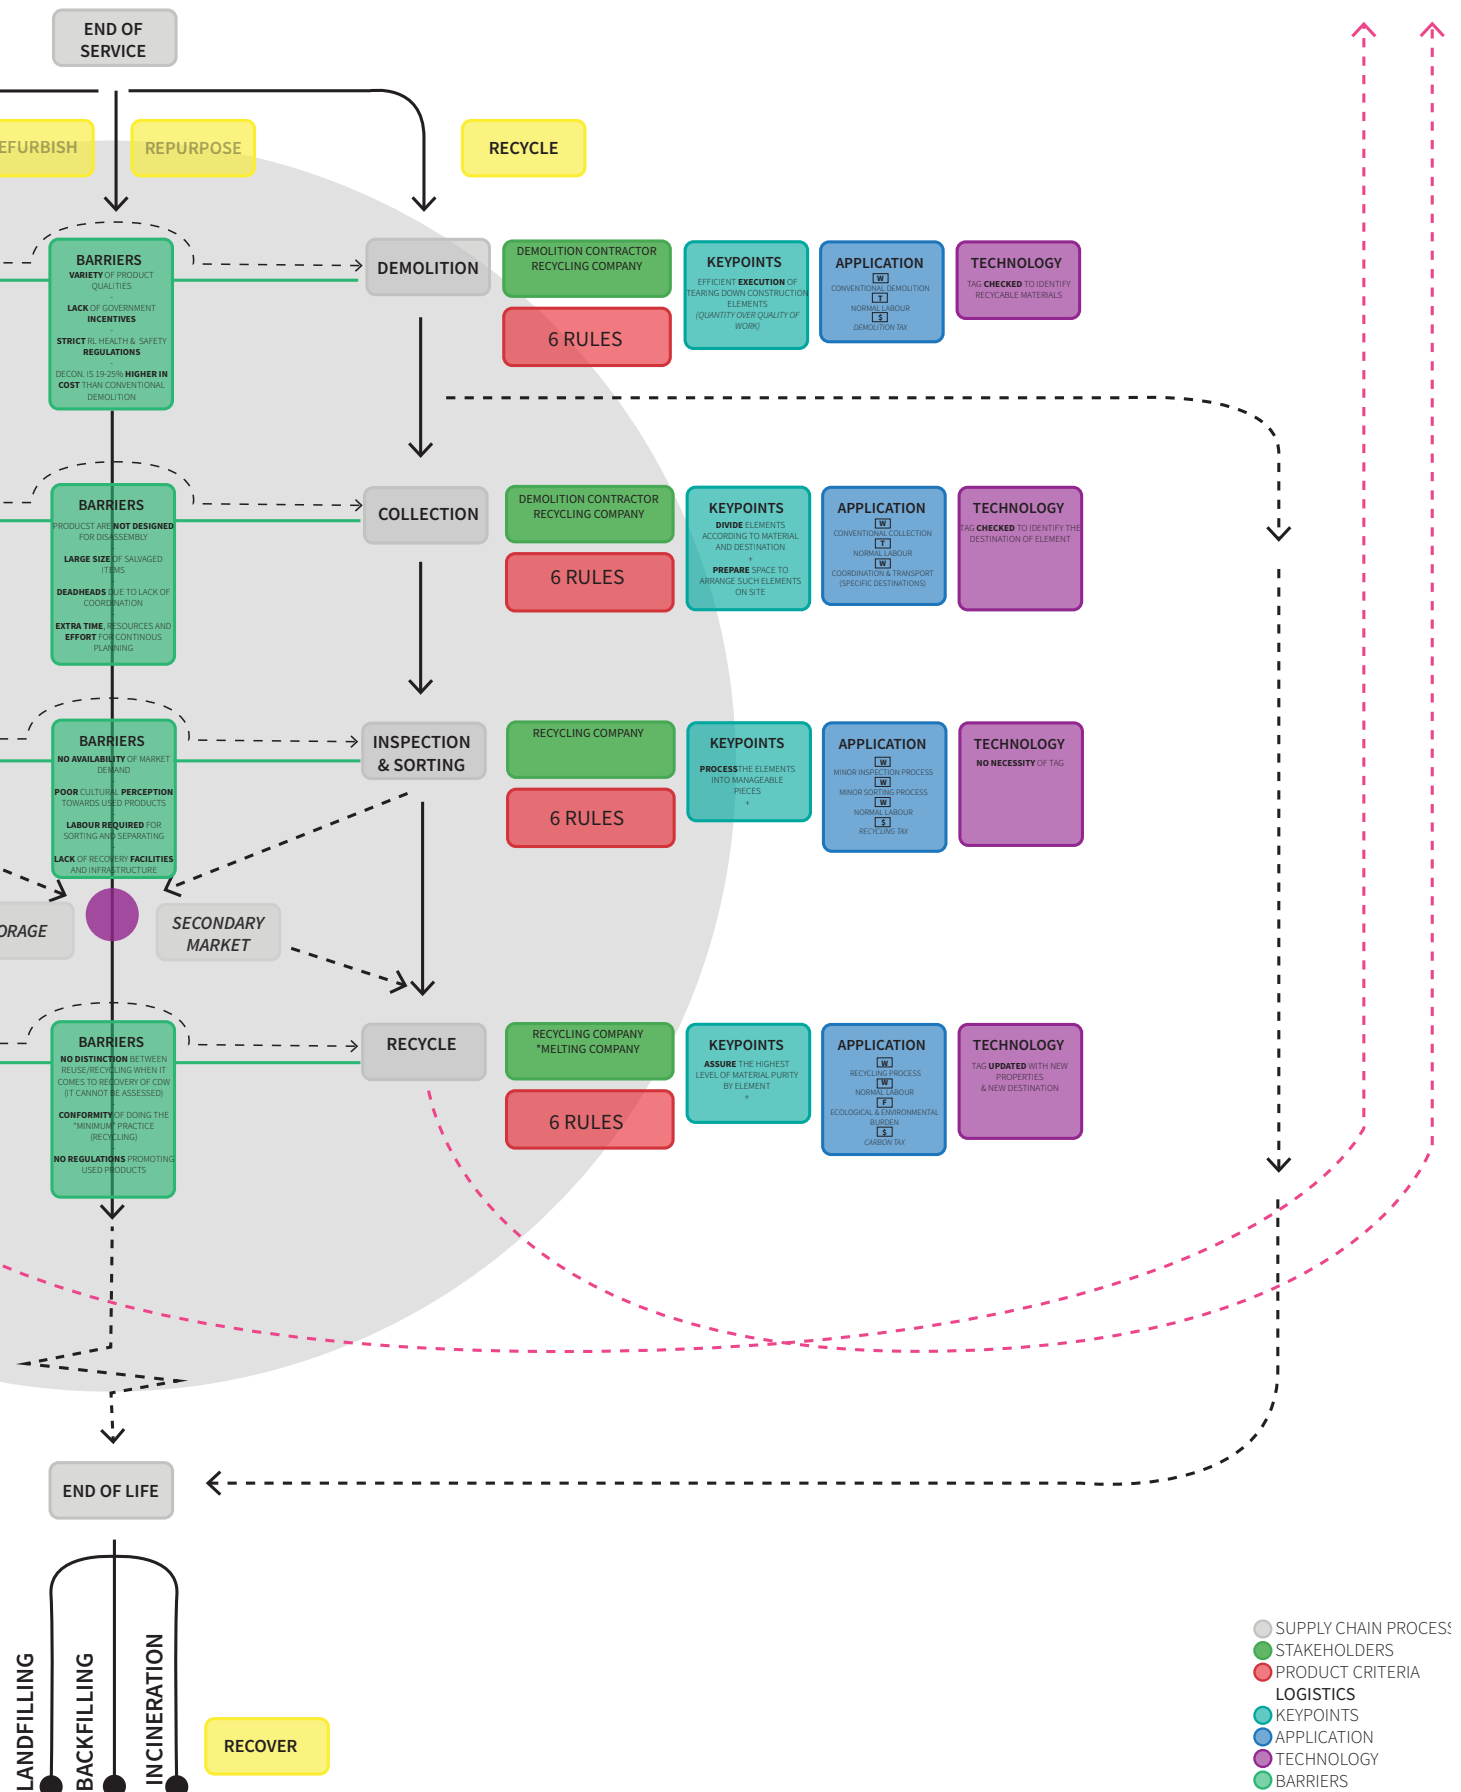 END OF
SERVICE
EFURBISH
REPURPOSE
RECYCLE
BARRIERS
VARIETY OF PRODUCT
QUALITIES
-
LACK OF GOVERNMENT
INCENTIVES
-
STRICT RL HEALTH & SAFETY
REGULATIONS
-
DECON. IS 19-25% HIGHER IN
COST THAN CONVENTIONAL
DEMOLITION
DEMOLITION
DEMOLITION CONTRACTOR
RECYCLING COMPANY
6 RULES
KEYPOINTS
EFFICIENT EXECUTION OF
TEARING DOWN CONSTRUCTION
ELEMENTS
(QUANTITY OVER QUALITY OF
WORK)
APPLICATION
W
CONVENTIONAL DEMOLITION
T
NORMAL LABOUR
$
DEMOLITION TAX
TECHNOLOGY
TAG CHECKED TO IDENTIFY
RECYCABLE MATERIALS
BARRIERS
PRODUCST ARE NOT DESIGNED
FOR DISASSEMBLY
LARGE SIZE OF SALVAGED
ITEMS
DEADHEADS DUE TO LACK OF
COORDINATION
EXTRA TIME, RESOURCES AND
EFFORT FOR CONTINOUS
PLANNING
COLLECTION
DEMOLITION CONTRACTOR
RECYCLING COMPANY
6 RULES
KEYPOINTS
DIVIDE ELEMENTS
ACCORDING TO MATERIAL
AND DESTINATION
+
PREPARE SPACE TO
ARRANGE SUCH ELEMENTS
ON SITE
APPLICATION
W
CONVENTIONAL COLLECTION
T
NORMAL LABOUR
W
COORDINATION & TRANSPORT
(SPECIFIC DESTINATIONS)
TECHNOLOGY
TAG CHECKED TO IDENTIFY THE
DESTINATION OF ELEMENT
BARRIERS
NO AVAILABILITY OF MARKET
DEMAND
POOR CULTURAL PERCEPTION
TOWARDS USED PRODUCTS
LABOUR REQUIRED FOR
SORTING AND SEPARATING
LACK OF RECOVERY FACILITIES
AND INFRASTRUCTURE
INSPECTION
& SORTING
RECYCLING COMPANY
6 RULES
KEYPOINTS
PROCESSTHE ELEMENTS
INTO MANAGEABLE
PIECES
+
APPLICATION
W
MINOR INSPECTION PROCESS
W
MINOR SORTING PROCESS
W
NORMAL LABOUR
$
RECYCLING TAX
TECHNOLOGY
NO NECESSITY OF TAG
ORAGE
SECONDARY
MARKET
BARRIERS
NO DISTINCTION BETWEEN
REUSE/RECYCLING WHEN IT
COMES TO RECOVERY OF CDW
(IT CANNOT BE ASSESSED)
CONFORMITY OF DOING THE
"MINIMUM" PRACTICE
(RECYCLING)
NO REGULATIONS PROMOTING
USED PRODUCTS
RECYCLE
RECYCLING COMPANY
*MELTING COMPANY
6 RULES
KEYPOINTS
ASSURE THE HIGHEST
LEVEL OF MATERIAL PURITY
BY ELEMENT
+
APPLICATION
W
RECYCLING PROCESS
W
NORMAL LABOUR
F
ECOLOGICAL & ENVIRONMENTAL
BURDEN
$
CARBON TAX
TECHNOLOGY
TAG UPDATED WITH NEW
PROPERTIES
& NEW DESTINATION
END OF LIFE
LANDFILLING
BACKFILLING
INCINERATION
RECOVER
SUPPLY CHAIN PROCESS
STAKEHOLDERS
PRODUCT CRITERIA
LOGISTICS
KEYPOINTS
APPLICATION
TECHNOLOGY
BARRIERS